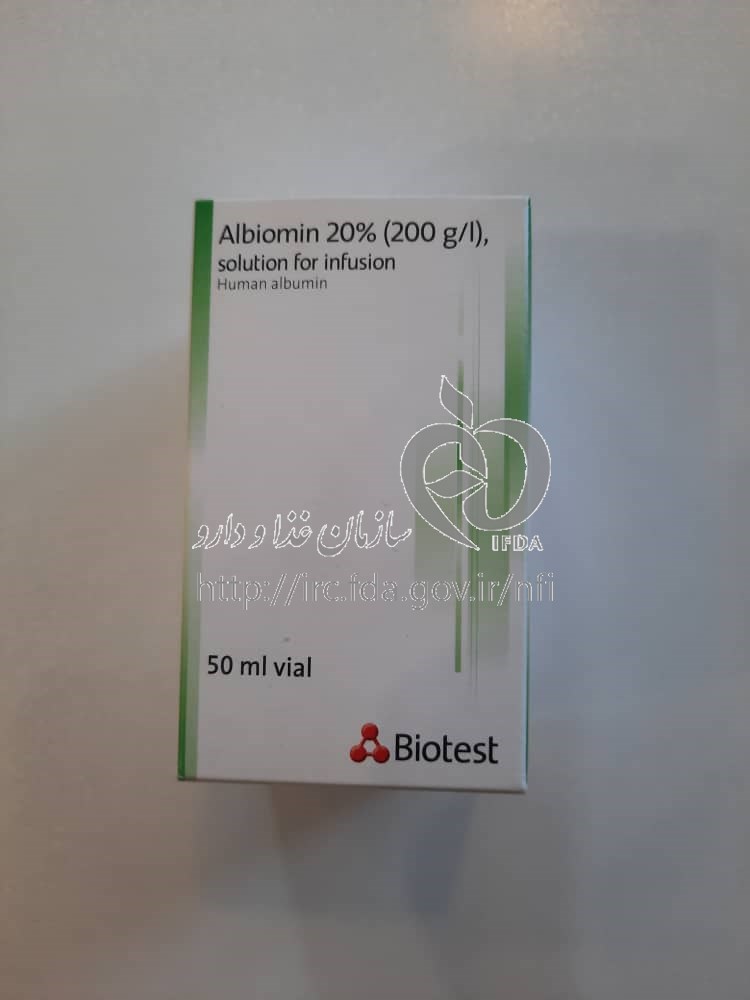 Albiomin 20% (200 g/l),
solution for infusion
Human albumin
سازمان غذا و دارو
IFDA
http://irc.fda.gov.ir/nfi
50 ml vial
Biotest